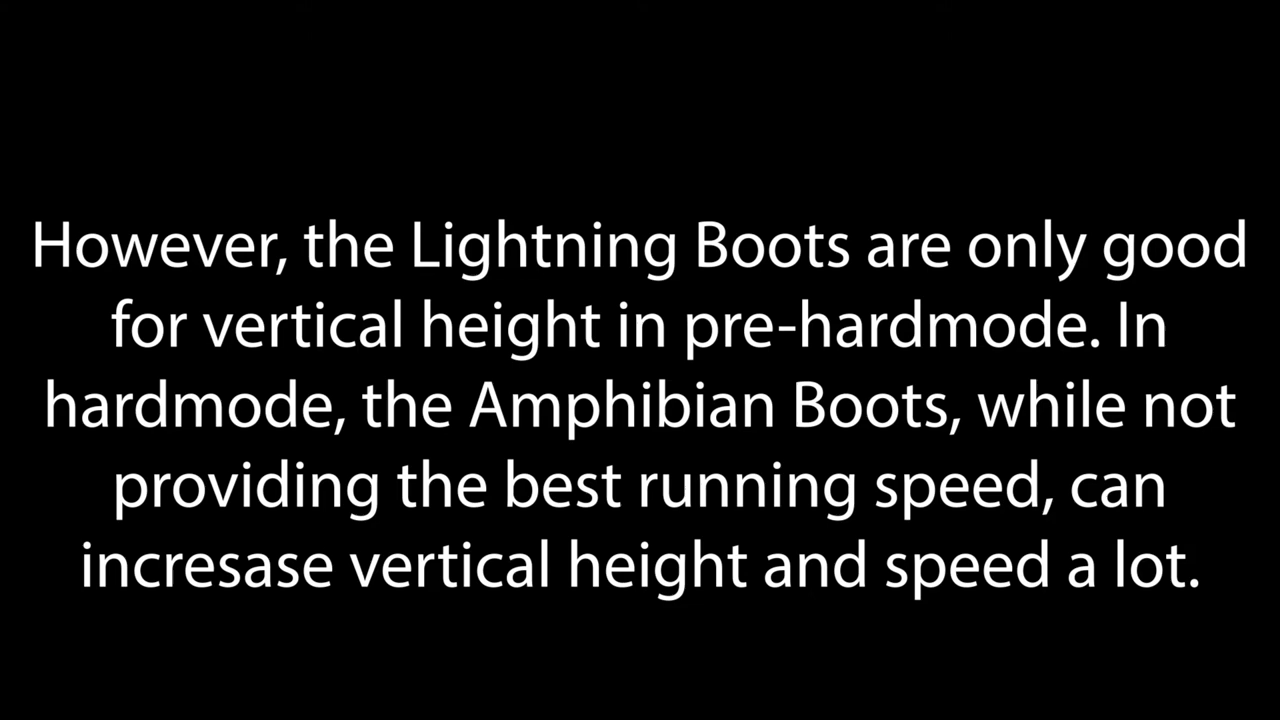 However, the Lightning Boots are only good
for vertical height in pre-hardmode. In
hardmode, the Amphibian Boots, while not
providing the best running speed, can
incresase vertical height and speed a lot.